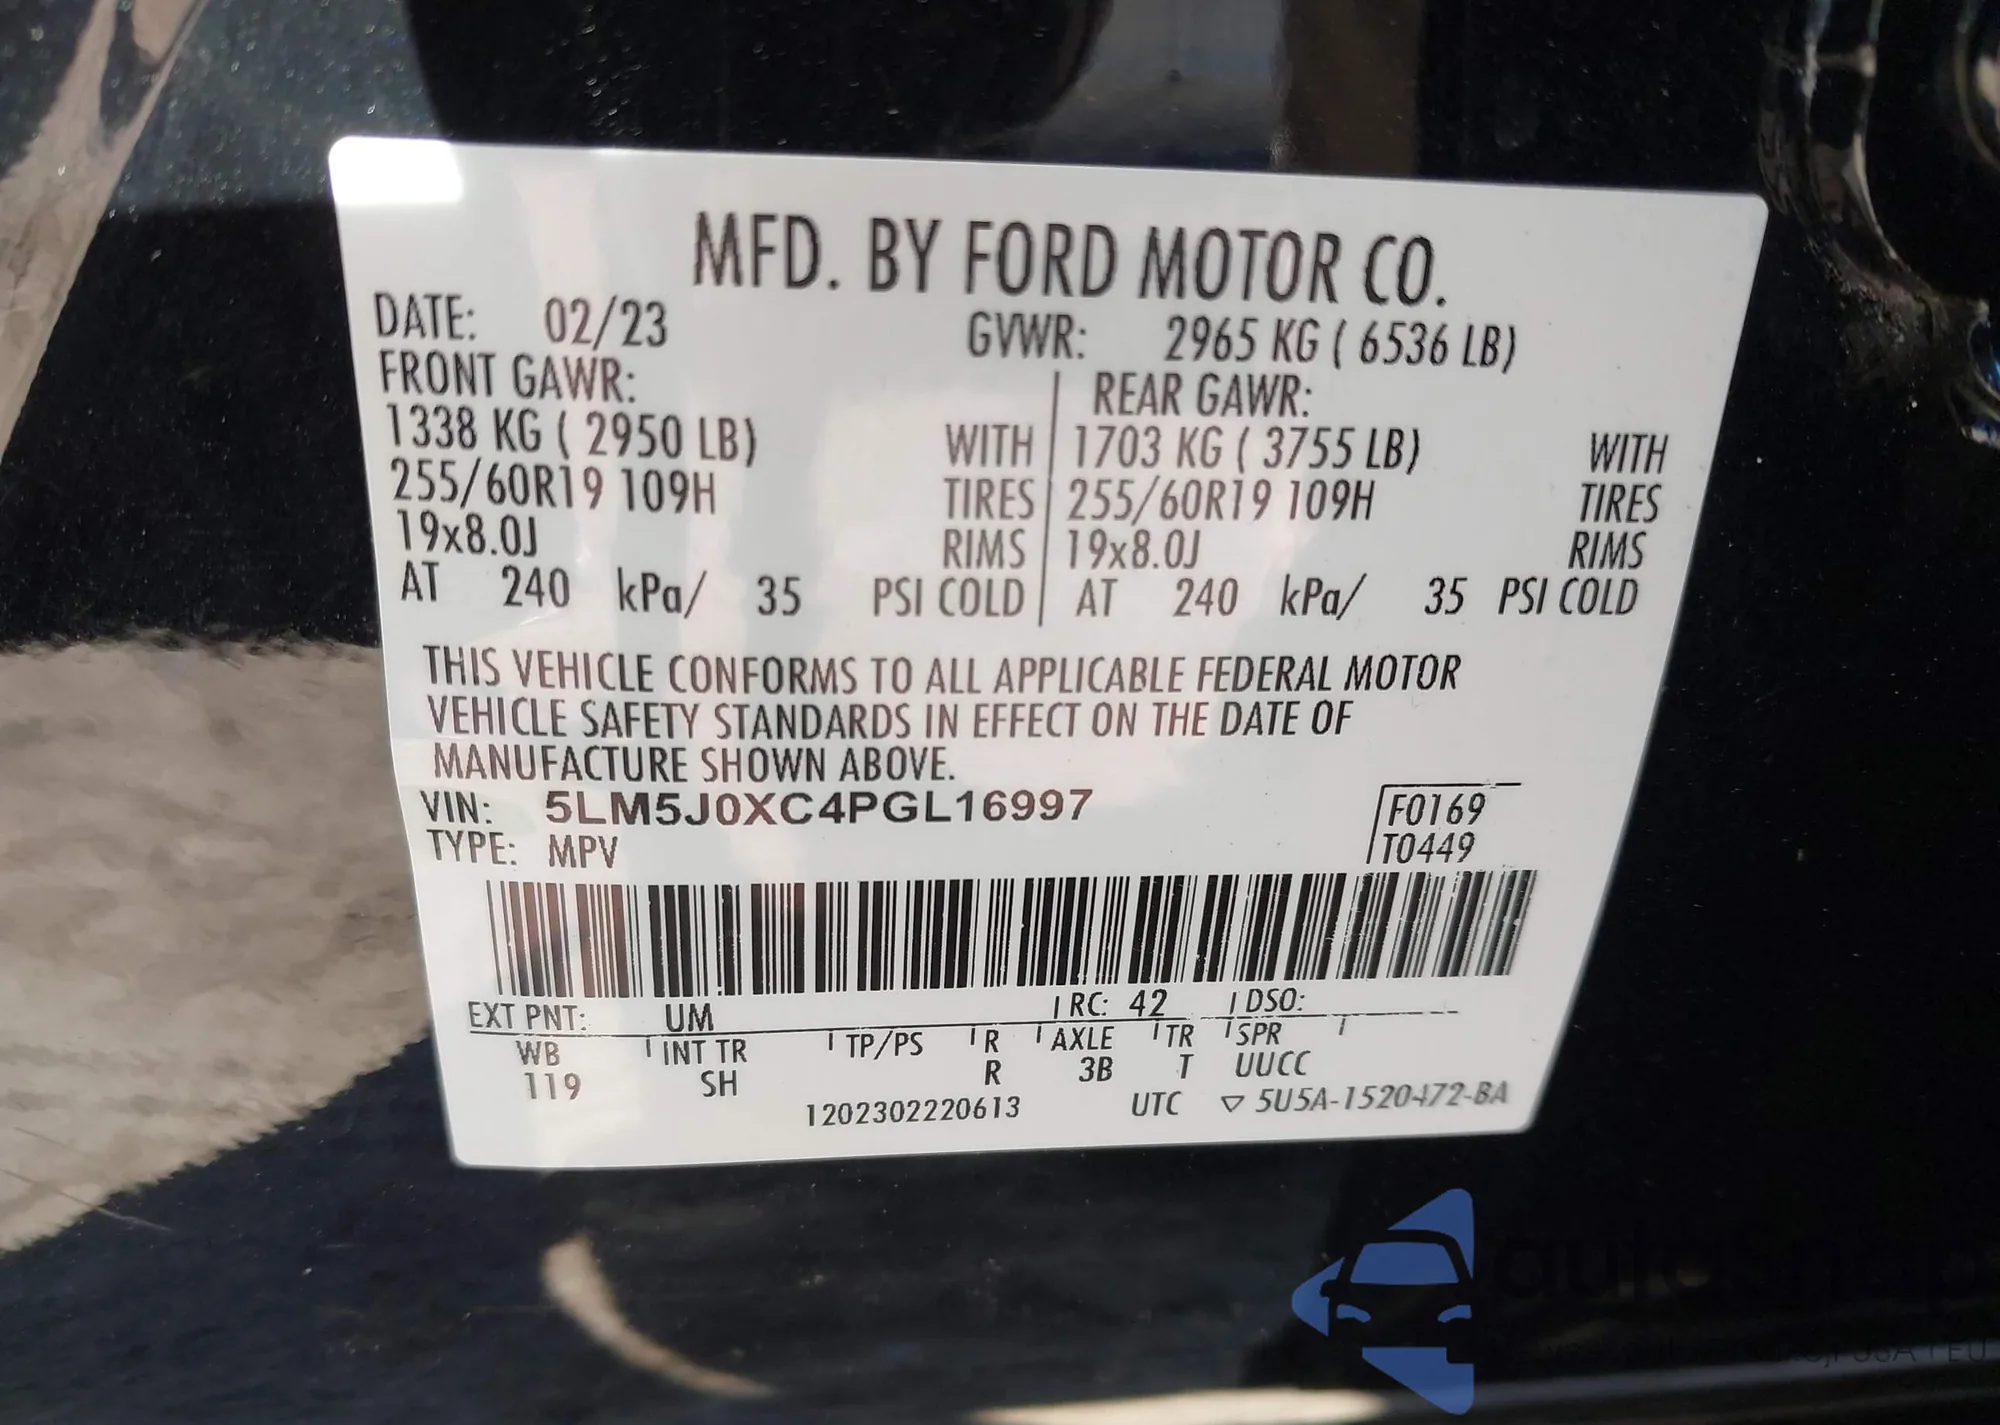 MFD. BY FORD MOTOR CO.
DATE: 02/23 GVWR: 2965 KG ( 6536 LB)
FRONT GAWR: REAR GAWR:
1338 KG ( 2950 LB) WITH 1703 KG ( 3755 LB) WITH
255/60R19 109H TIRES 255/60R19 109H TIRES
19x8.0J RIMS 19x8.0J RIMS
AT 240 kPa/ 35 PSI COLD AT 240 kPa/ 35 PSI COLD
THIS VEHICLE CONFORMS TO ALL APPLICABLE FEDERAL MOTOR
VEHICLE SAFETY STANDARDS IN EFFECT ON THE DATE OF
MANUFACTURE SHOWN ABOVE.
VIN: 5LM5J0XC4PGL16997 F0169
TYPE: MPV T0449
EXT PNT: UM RC: 42 DSO:
WB INT TR TP/PS R AXLE TR SPR
119 SH R 3B T UUCC
1202302220613 UTC ▽ 5U5A-1520472-BA